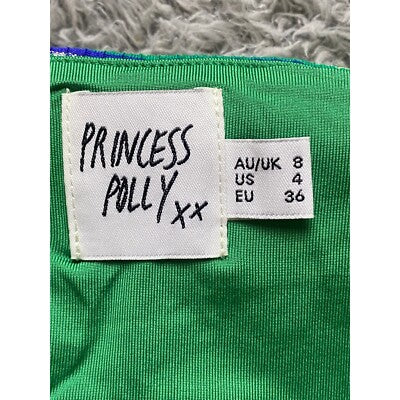 PRINCESS
POLLY xx
AU/UK 8
US 4
EU 36